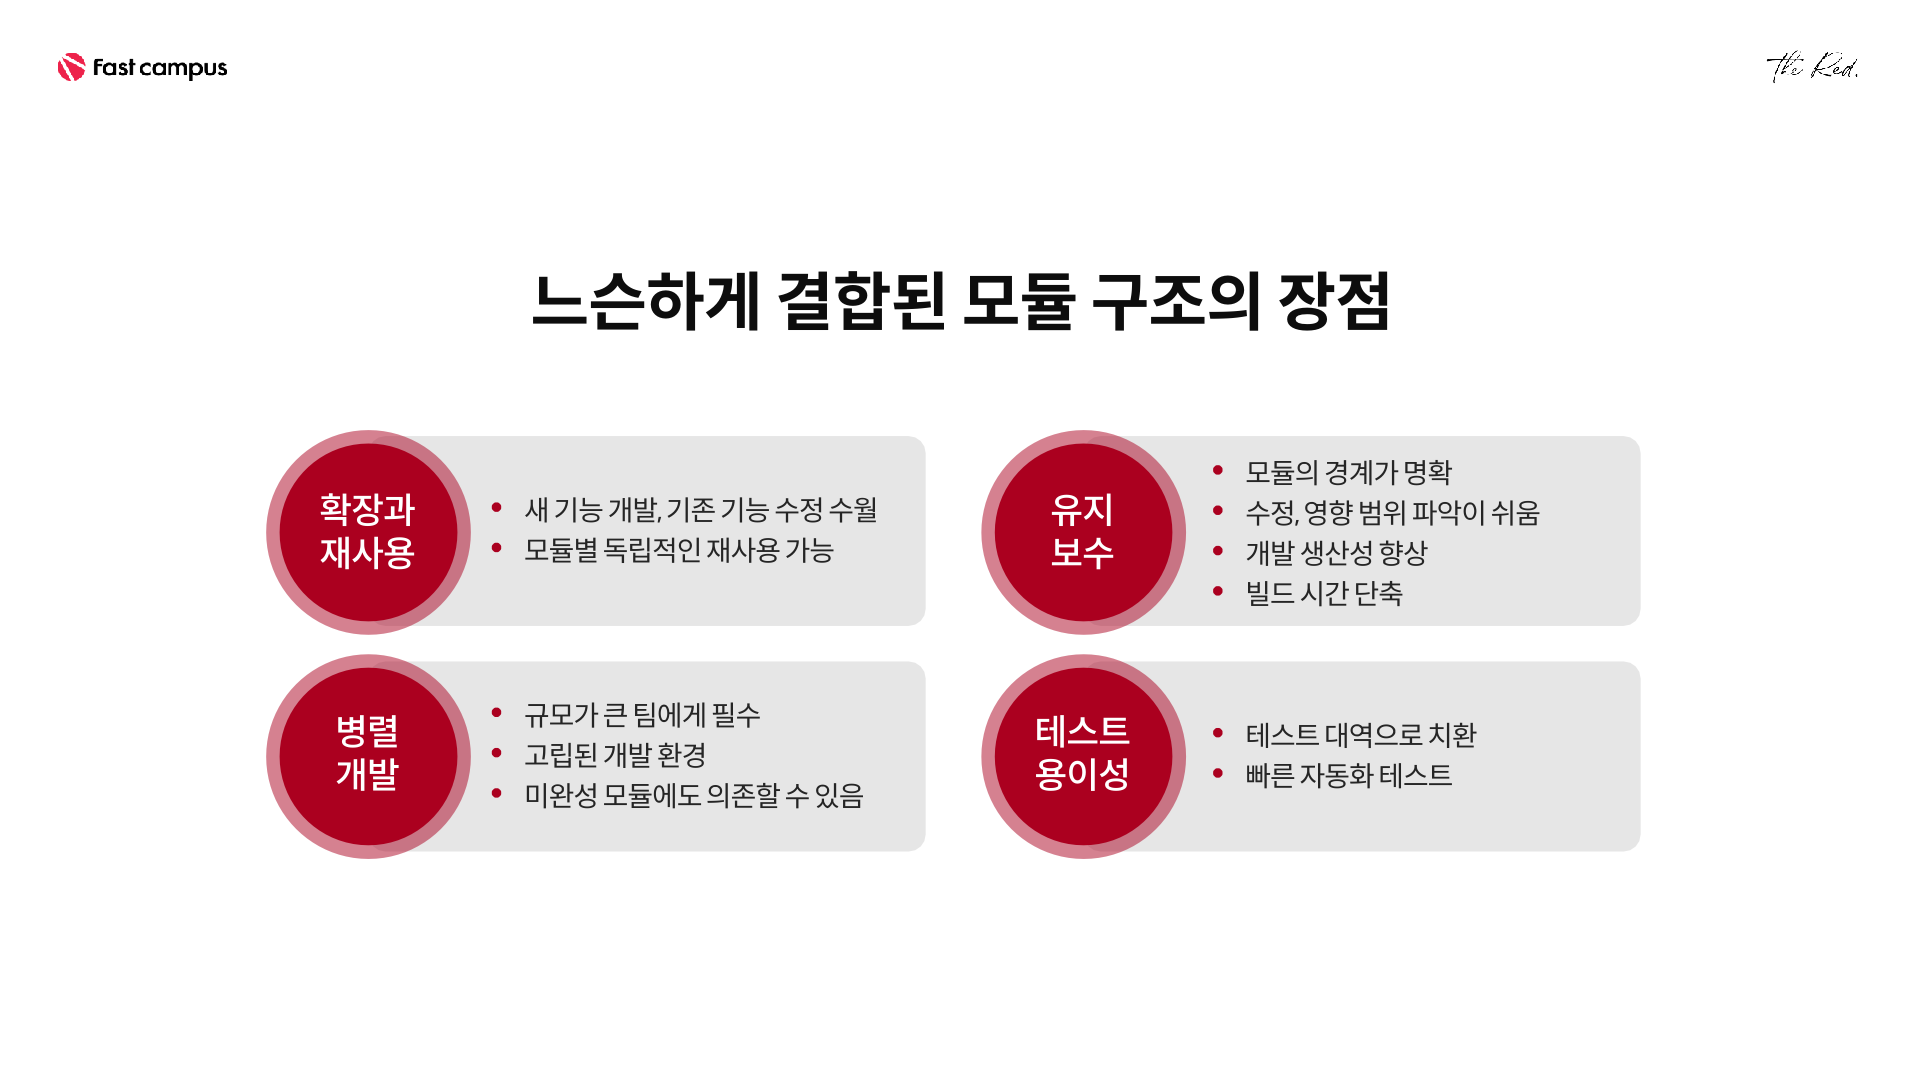 Fast campus
The Red.
느슨하게 결합된 모듈 구조의 장점
확장과
재사용
새 기능 개발, 기존 기능 수정 수월
모듈별 독립적인 재사용 가능
유지
보수
모듈의 경계가 명확
수정, 영향 범위 파악이 쉬움
개발 생산성 향상
빌드 시간 단축
병렬
개발
규모가 큰 팀에게 필수
고립된 개발 환경
미완성 모듈에도 의존할 수 있음
테스트
용이성
테스트 대역으로 치환
빠른 자동화 테스트